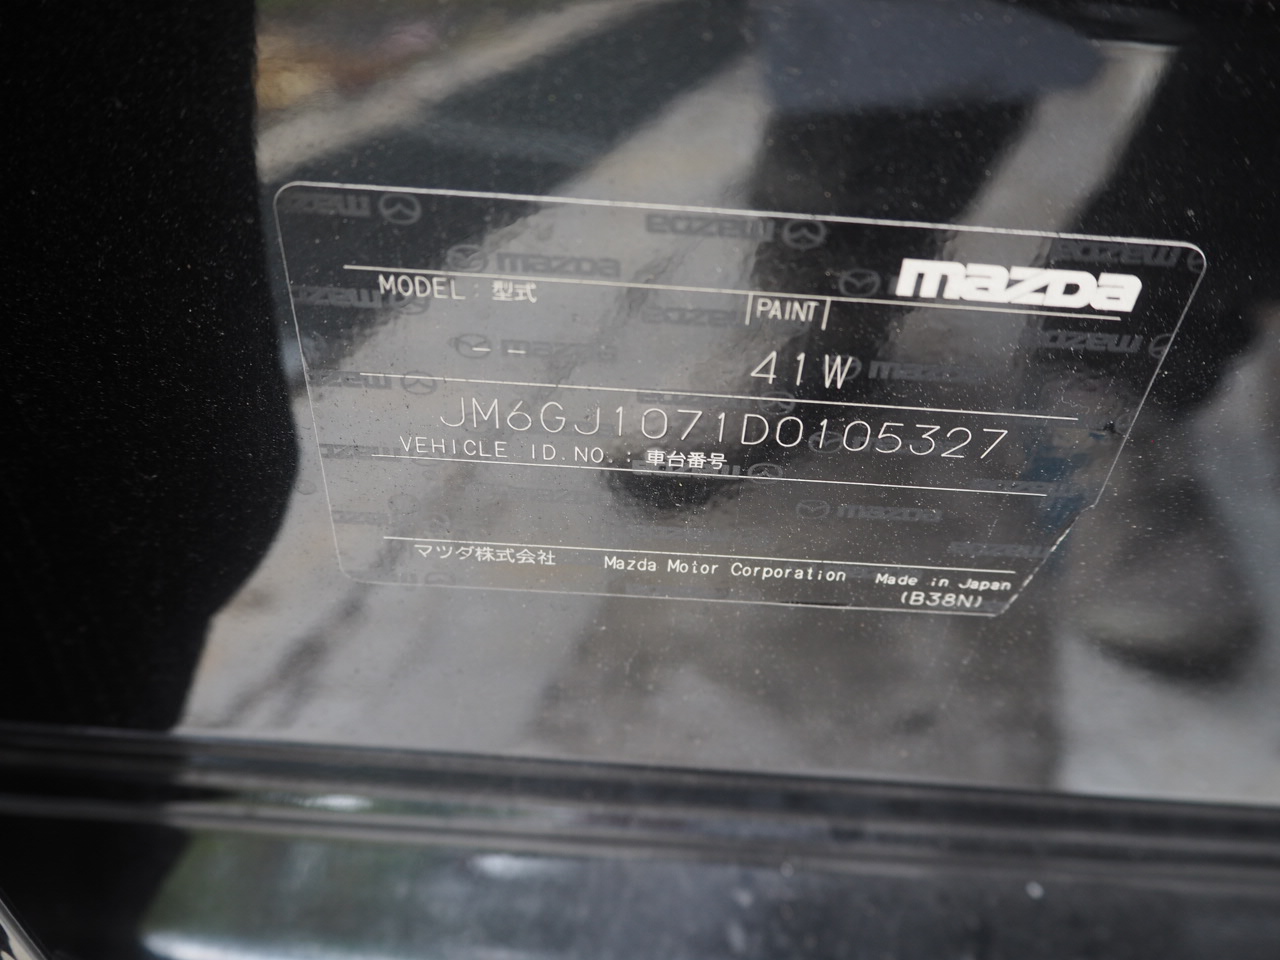 mazda
MODEL : 型式
PAINT
-- 41W
JM6GJ1071D0105327
VEHICLE ID.NO.: 車台番号
マツダ株式会社 Mazda Motor Corporation Made in Japan
(B38N)